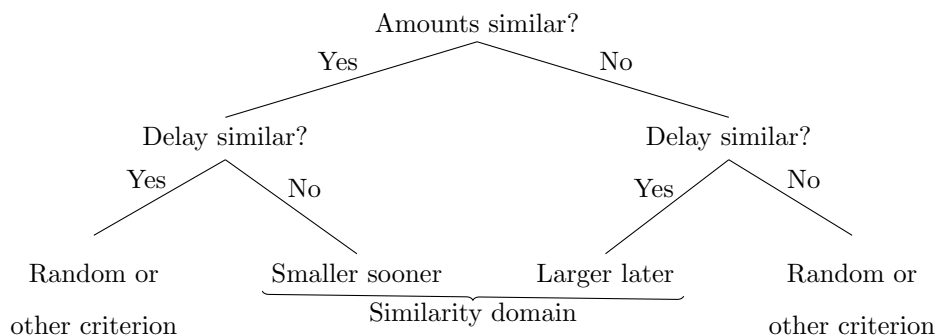 Amounts similar?
Yes
No
Delay similar?
Delay similar?
Yes
No
Yes
No
Random or
other criterion
Smaller sooner
Larger later
Random or
other criterion
Similarity domain